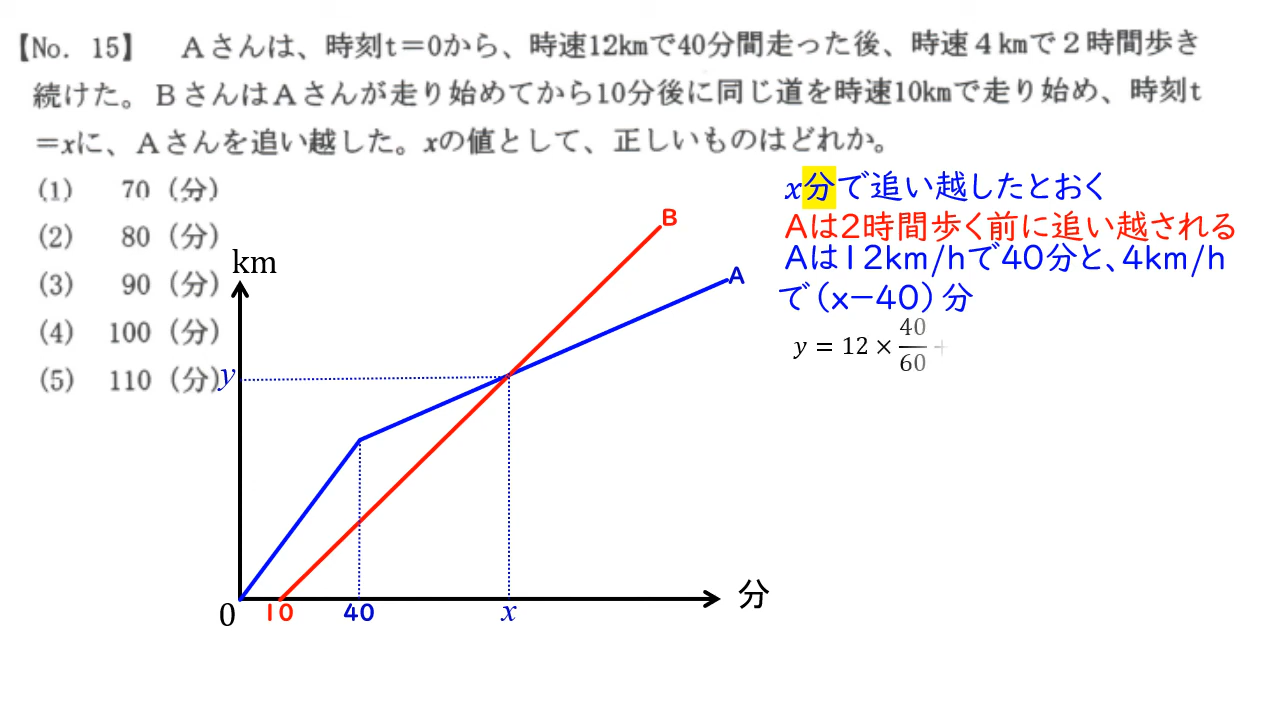 【No. 15】　Aさんは、時刻t＝0から、時速12kmで40分間走った後、時速４kmで２時間歩き
続けた。BさんはAさんが走り始めてから10分後に同じ道を時速10kmで走り始め、時刻t
＝xに、Aさんを追い越した。xの値として、正しいものはどれか。
(1)　70（分）
(2)　80（分）
(3)　90（分）
(4)　100（分）
(5)　110（分）
x分で追い越したとおく
Aは2時間歩く前に追い越される
Aは12km/hで40分と、4km/h
で（x－40）分
y = 12 × 40/60 +
km
B
A
y
0
10
40
x
分